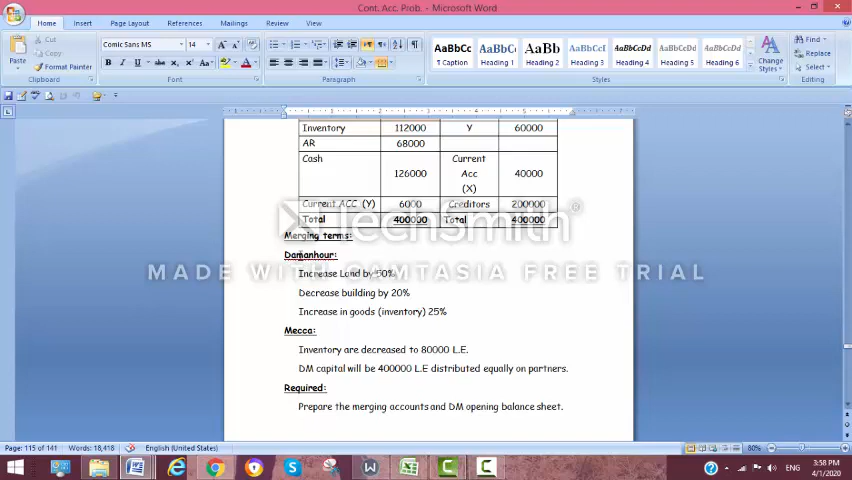 Cont. Acc. Prob. - Microsoft Word
Home Insert Page Layout References Mailings Review View
Cut
Copy
Format Painter
Paste
Clipboard
Comic Sans MS 14
Font
Paragraph
AaBbCc AaBbCc AaBb AaBbCcI AaBbCcDd AaBbCcDd
¶ Caption Heading 1 Heading 2 Heading 3 Heading 4 Heading 5
Change Styles
Styles
Find
Replace
Select
Editing
Inventory 112000 Y 60000
AR 68000
Cash 126000 Current Acc (X) 40000
Current ACC (Y) 6000 Creditors 200000
Total 400000 Total 400000
TechSmith
Merging terms:
Damanhour:
MADE WITH CAMTASIA FREE TRIAL
Increase Land by 50%
Decrease building by 20%
Increase in goods (inventory) 25%
Mecca:
Inventory are decreased to 80000 L.E.
DM capital will be 400000 L.E distributed equally on partners.
Required:
Prepare the merging accounts and DM opening balance sheet.
Page: 115 of 141 Words: 18,418 English (United States) 80%
ENG 3:58 PM
4/1/2020